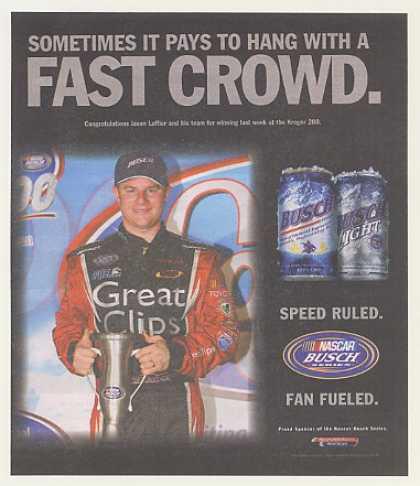 SOMETIMES IT PAYS TO HANG WITH A
FAST CROWD.
Congratulations Jason Leffler and his team for winning last week at the Kroger 200.
BUSCH
Great
Clips
TOYOTA
BUSCH
BUSCH
LIGHT
SPEED RULED.
NASCAR
BUSCH
SERIES
FAN FUELED.
Proud Sponsor of the Nascar Busch Series.